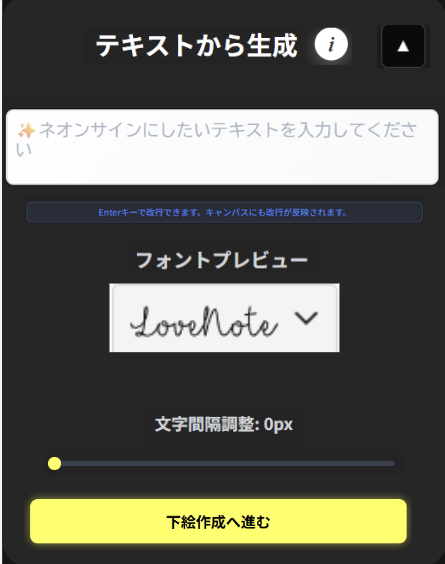 テキストから生成 i ▲
✨ネオンサインにしたいテキストを入力してくださ
い
Enterキーで改行できます。キャンバスにも改行が反映されます。
フォントプレビュー
LoveNote
文字間隔調整: 0px
下絵作成へ進む